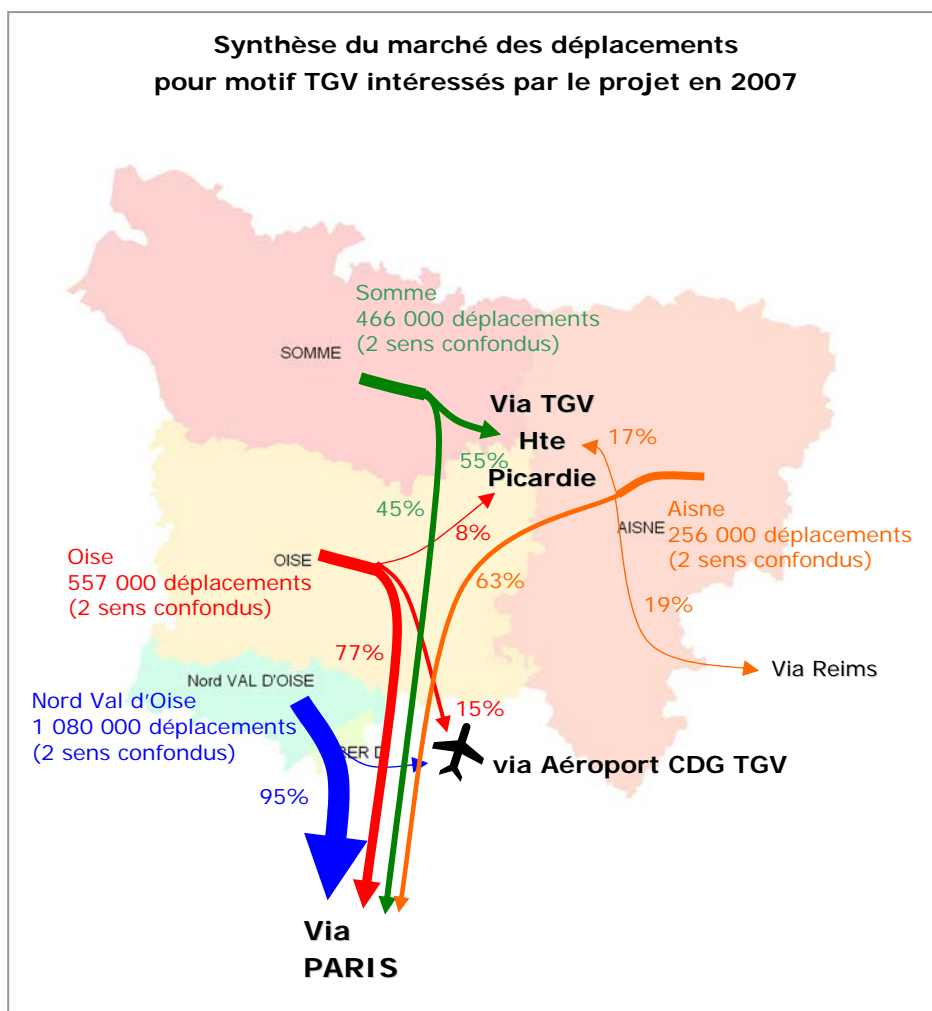 Synthèse du marché des déplacements
pour motif TGV intéressés par le projet en 2007
Somme
466 000 déplacements
(2 sens confondus)
SOMME
Via TGV
Hte
Picardie
17%
55%
45%
8%
Aisne
256 000 déplacements
(2 sens confondus)
AISNE
Oise
557 000 déplacements
(2 sens confondus)
OISE
63%
19%
77%
Via Reims
Nord VAL D'OISE
Nord Val d'Oise
1 080 000 déplacements
(2 sens confondus)
15%
RER D
via Aéroport CDG TGV
95%
Via
PARIS